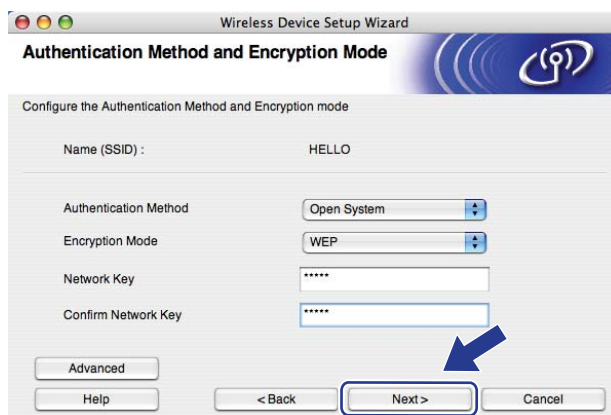 Wireless Device Setup Wizard
Authentication Method and Encryption Mode
Configure the Authentication Method and Encryption mode
Name (SSID) : HELLO
Authentication Method Open System
Encryption Mode WEP
Network Key *****
Confirm Network Key *****
Advanced
Help < Back Next > Cancel